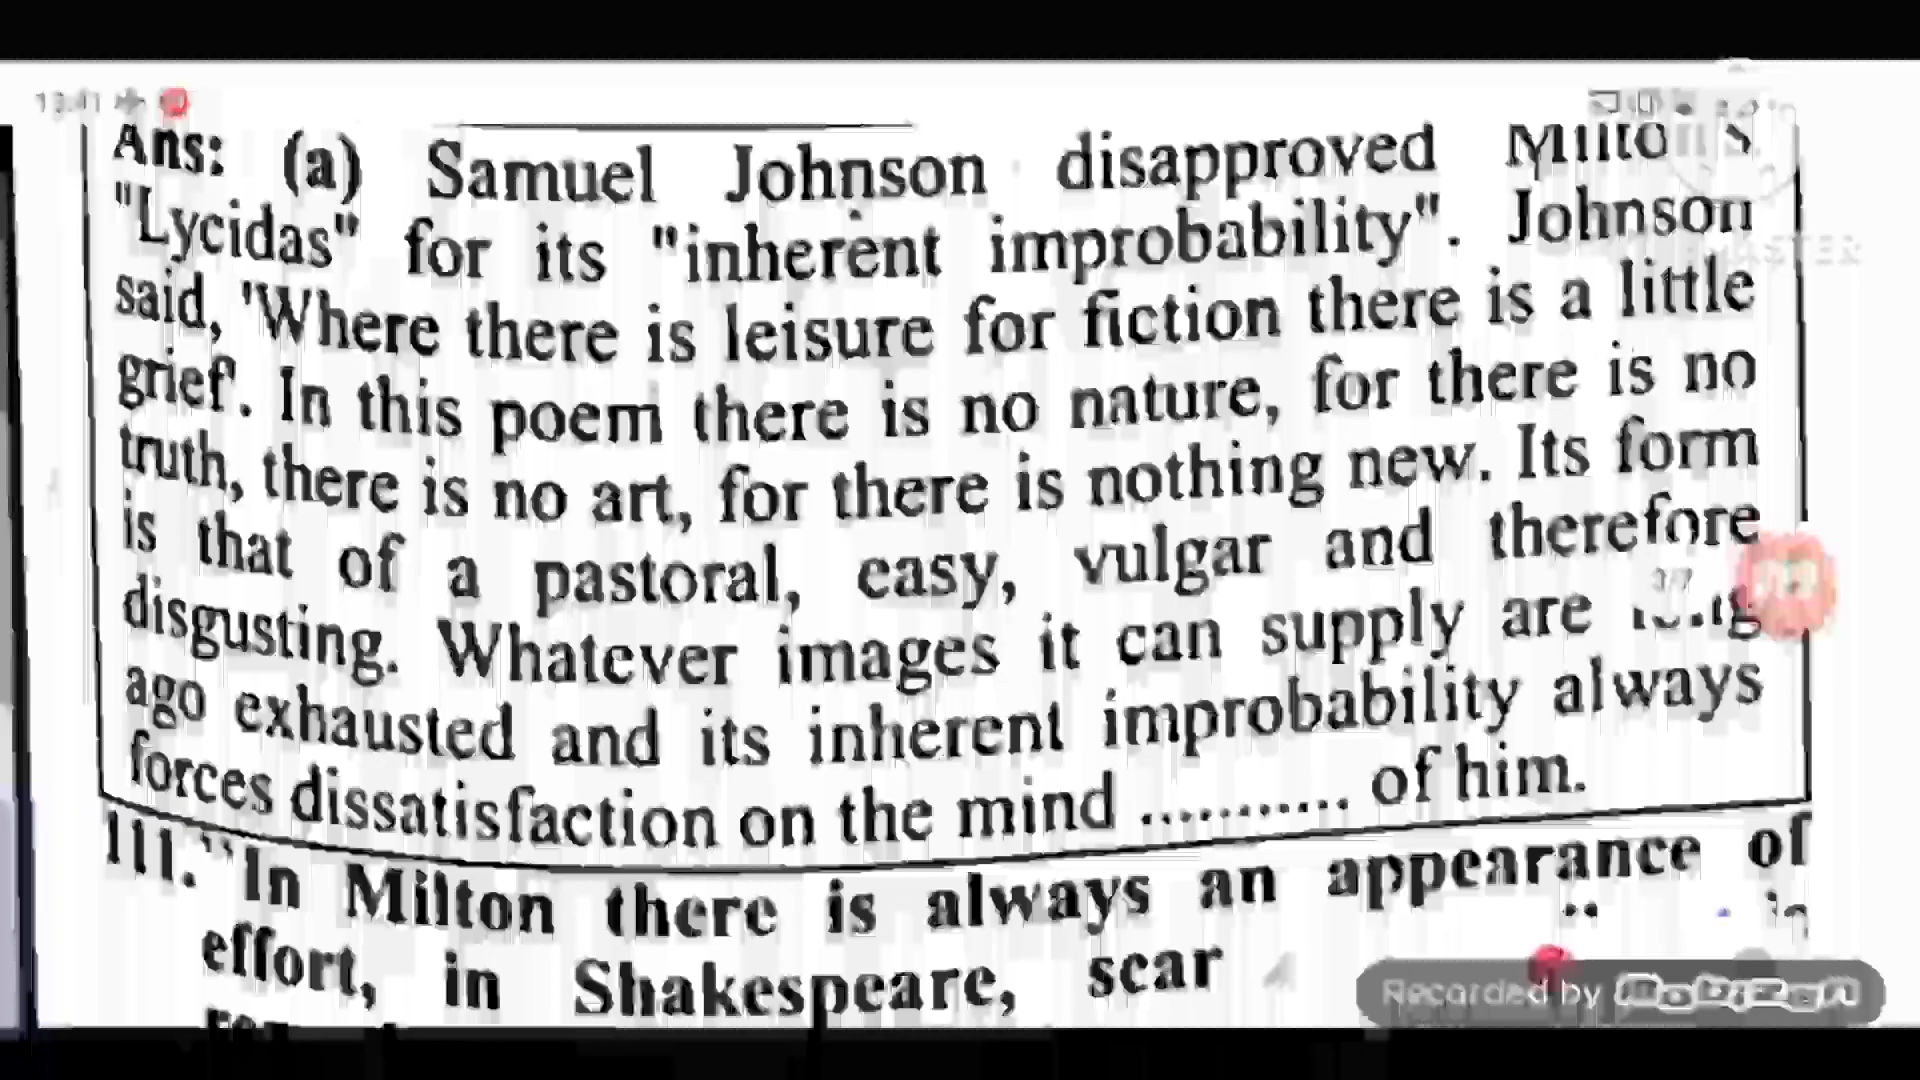 Ans: (a) Samuel Johnson disapproved Milton's
"Lycidas" for its "inherent improbability". Johnson
said, 'Where there is leisure for fiction there is a little
grief'. In this poem there is no nature, for there is no
truth, there is no art, for there is nothing new. Its form
is that of a pastoral, easy, vulgar and therefore
disgusting. Whatever images it can supply are long
ago exhausted and its inherent improbability always
forces dissatisfaction on the mind ........... of him.
III. "In Milton there is always an appearance of
effort, in Shakespeare, scar
Recorded by